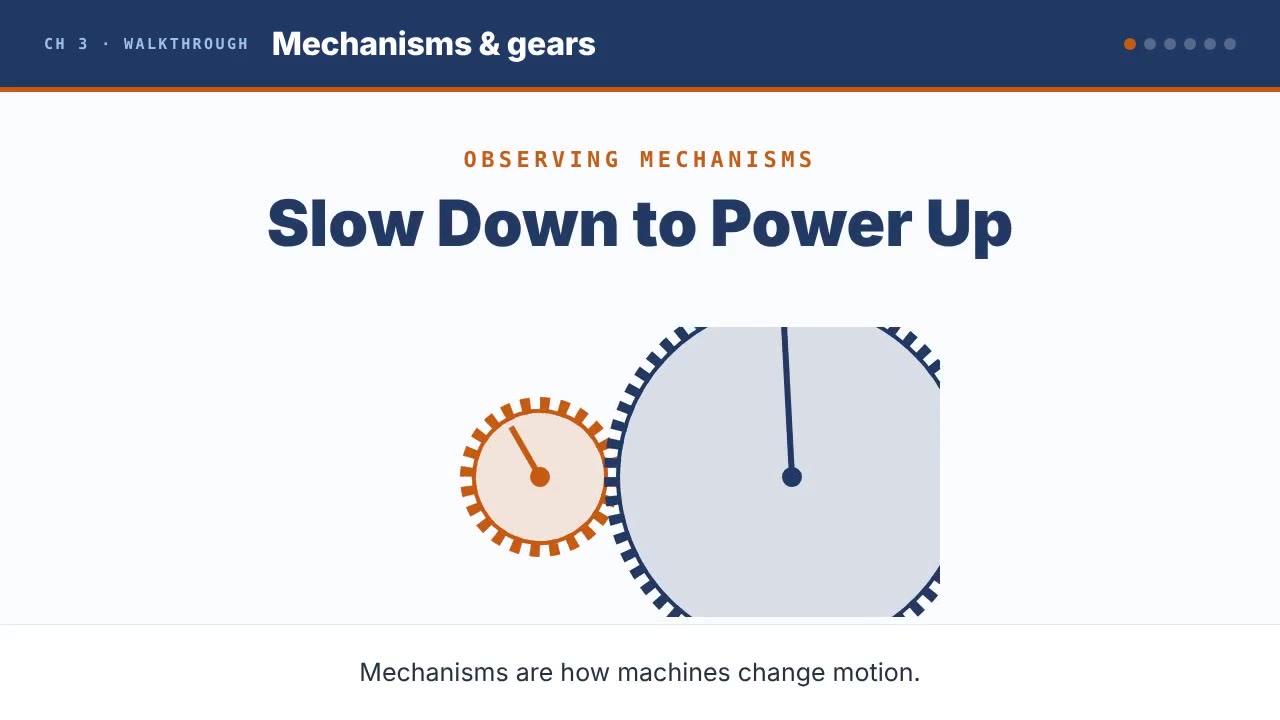 CH 3 · WALKTHROUGH Mechanisms & gears
OBSERVING MECHANISMS
Slow Down to Power Up
Mechanisms are how machines change motion.